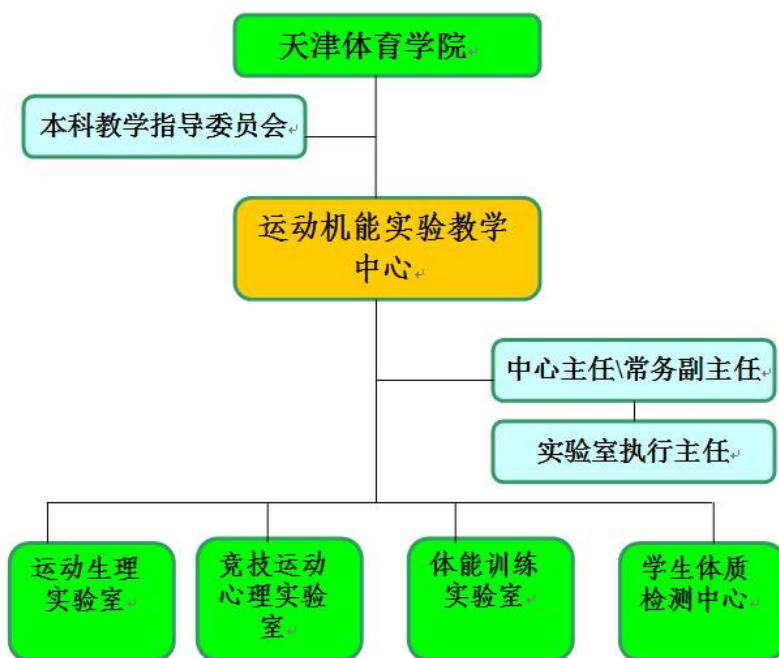 天津体育学院
本科教学指导委员会
运动机能实验教学
中心
中心主任\常务副主任
实验室执行主任
运动生理
实验室
竞技运动
心理实验
室
体能训练
实验室
学生体质
检测中心